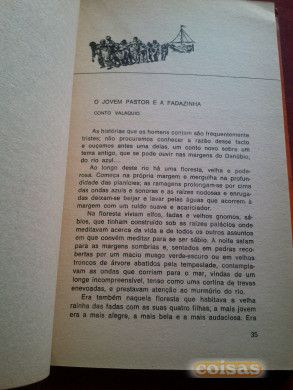 O JOVEM PASTOR E A FADAZINHA
CONTO VALAQUIO
As histórias que os homens contam são frequentemente
tristes; não procuremos conhecer a razão desse facto
e ouçamos antes uma delas, um conto novo sobre um
tema antigo, que se pode ouvir nas margens do Danúbio,
do rio azul...
Ao longo deste rio há uma floresta, velha e pode-
rosa. Começa na própria margem e mergulha na profun-
didade das planícies; as ramagens prolongam-se por cima
das ondas azuis e sonoras e as raízes nodosas e enruga-
das deixam-se beijar e levar pelas águas que acorrem à
margem com um ruído suave e acariciador.
Na floresta viviam elfos, fadas e velhos gnomos, sá-
bios, que tinham construído sob as raízes palácios onde
meditavam acerca da vida e de todos os outros assuntos
em que convém meditar para se ser sábio. À noite saíam
para as margens sombrias e, sentados em pedras reco-
bertas por um macio musgo verde-escuro ou em velhos
troncos de árvore abatidos pela tempestade, contempla-
vam as ondas que corriam para o mar, vindas de um
longe incompreensível, tenso como uma cortina de trevas
enevoadas, e prestavam atenção ao murmúrio do rio.
Era também naquela floresta que habitava a velha
rainha das fadas com as suas quatro filhas; a mais jovem
era a mais alegre, a mais bela e a mais audaciosa. Era
35
coisas